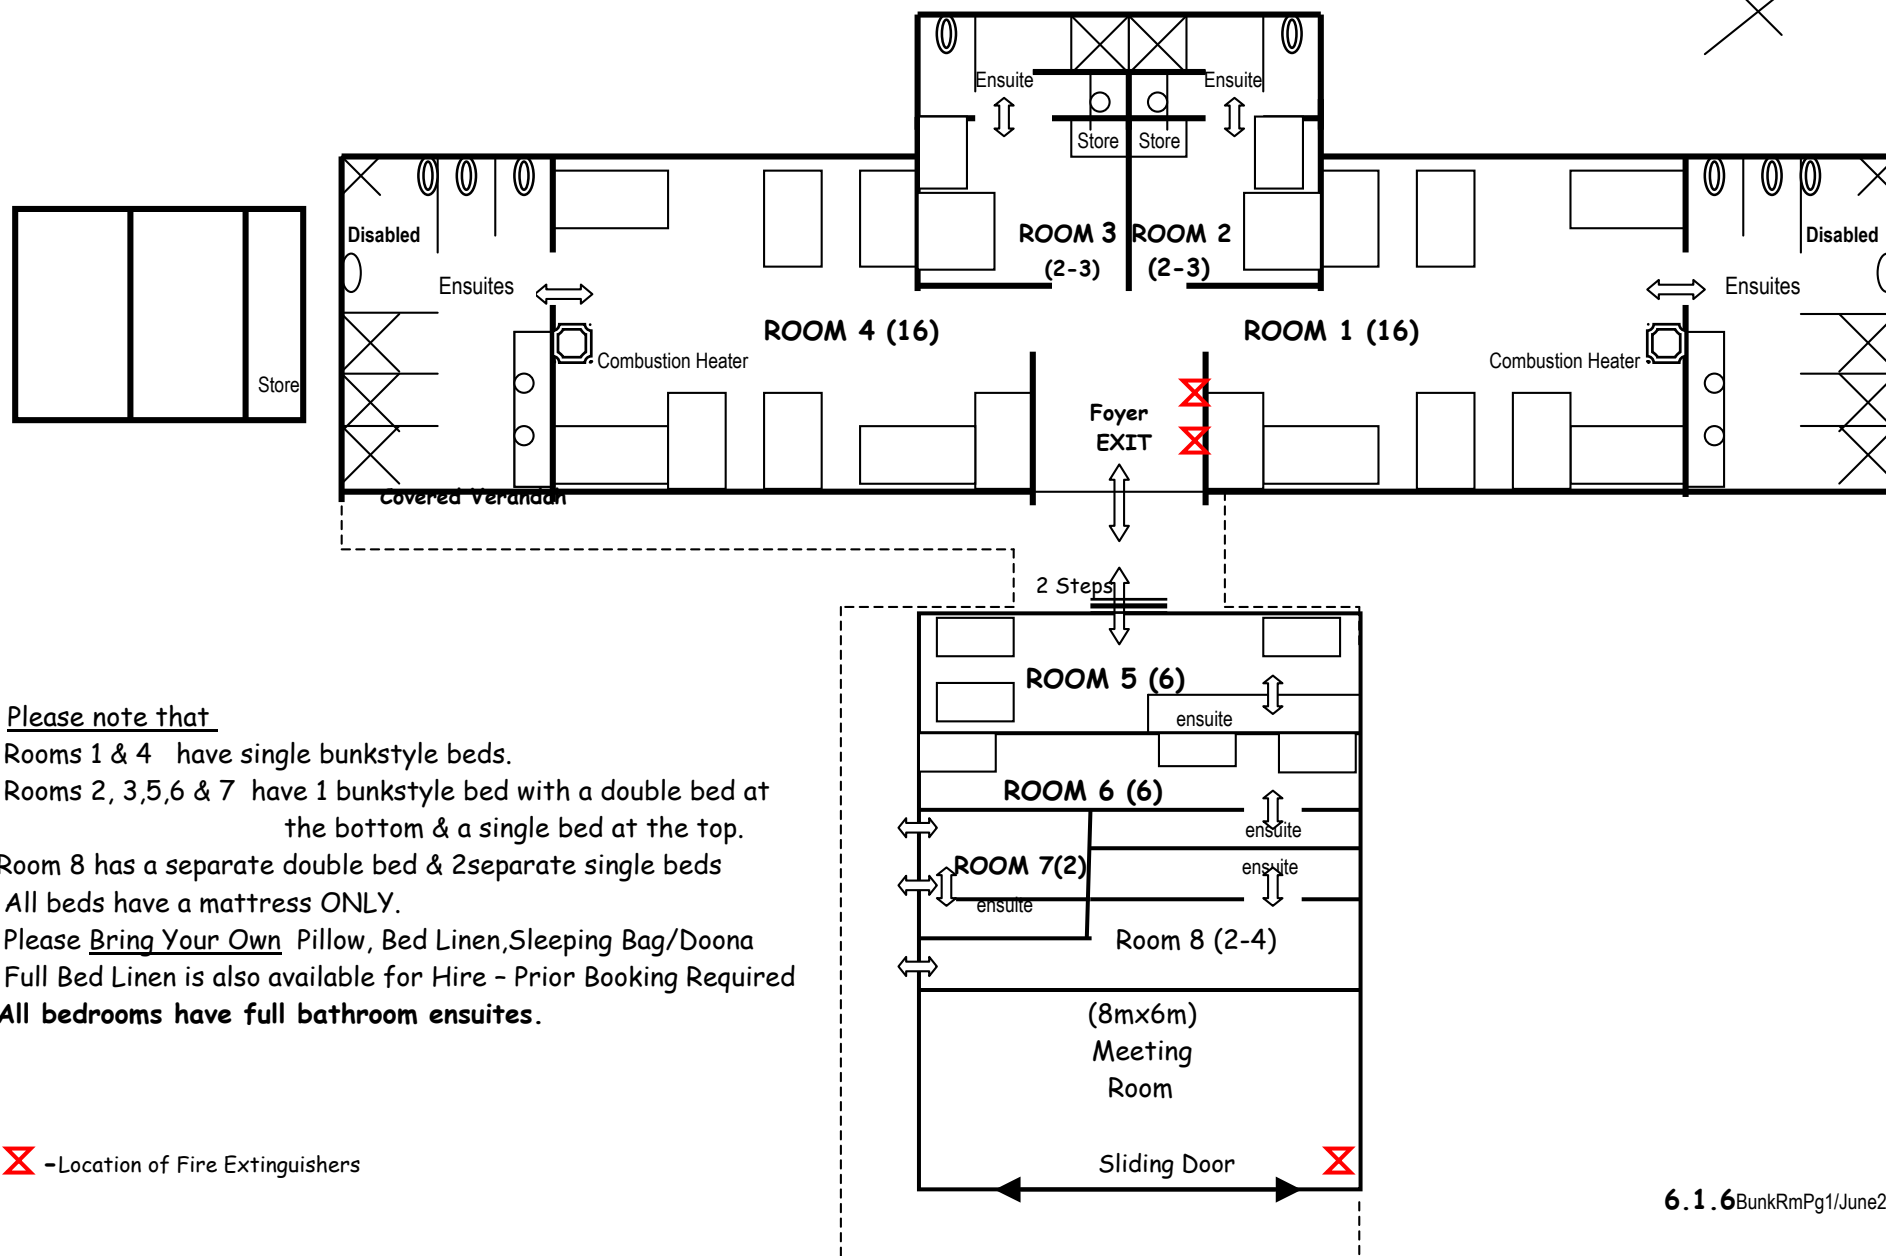 Ensuite
Ensuite
Store
Store
Disabled
ROOM 3
ROOM 2
Disabled
(2-3)
(2-3)
Ensuites
Ensuites
ROOM 4 (16)
ROOM 1 (16)
Combustion Heater
Combustion Heater
Store
Foyer
EXIT
Covered Verandah
2 Steps
ROOM 5 (6)
ensuite
ROOM 6 (6)
ensuite
ROOM 7(2)
ensuite
ensuite
Room 8 (2-4)
(8mx6m)
Meeting
Room
Sliding Door
Please note that
Rooms 1 & 4 have single bunkstyle beds.
Rooms 2, 3,5,6 & 7 have 1 bunkstyle bed with a double bed at
the bottom & a single bed at the top.
Room 8 has a separate double bed & 2separate single beds
All beds have a mattress ONLY.
Please Bring Your Own Pillow, Bed Linen,Sleeping Bag/Doona
Full Bed Linen is also available for Hire – Prior Booking Required
All bedrooms have full bathroom ensuites.
-Location of Fire Extinguishers
6.1.6BunkRmPg1/June2